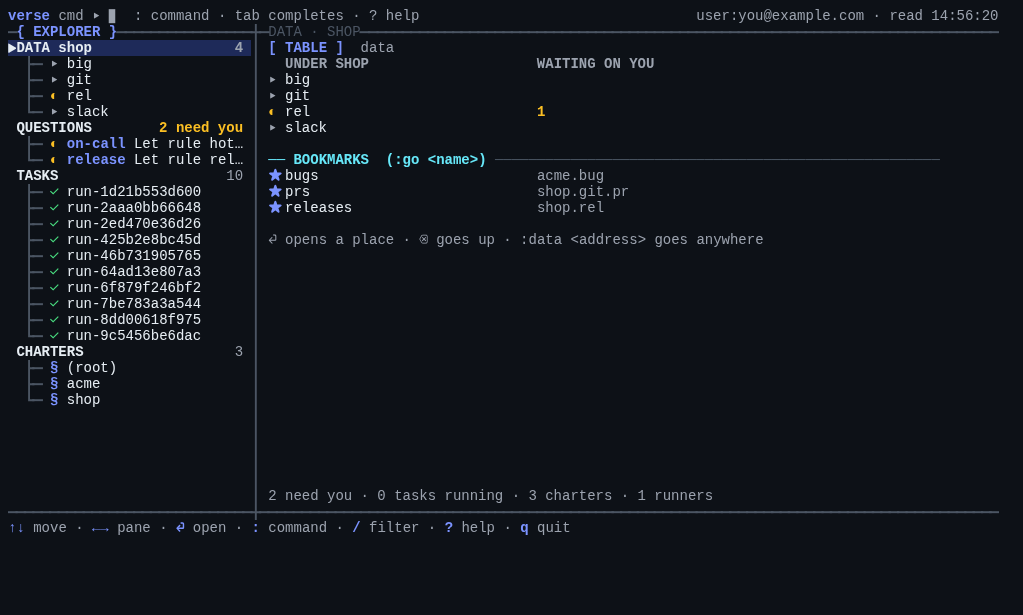 verse cmd ▸ █  : command · tab completes · ? help    user:you@example.com · read 14:56:20
{ EXPLORER }    DATA · SHOP
▶DATA shop 4    [ TABLE ]  data
▸ big    UNDER SHOP    WAITING ON YOU
▸ git    ▸ big
◐ rel    ▸ git
▸ slack    ◐ rel    1
QUESTIONS 2 need you    ▸ slack
◐ on-call Let rule hot…
◐ release Let rule rel…    ── BOOKMARKS  (:go <name>)
TASKS 10    ★ bugs    acme.bug
✓ run-1d21b553d600    ★ prs    shop.git.pr
✓ run-2aaa0bb66648    ★ releases    shop.rel
✓ run-2ed470e36d26
✓ run-425b2e8bc45d    ⏎ opens a place · ⌫ goes up · :data <address> goes anywhere
✓ run-46b731905765
✓ run-64ad13e807a3
✓ run-6f879f246bf2
✓ run-7be783a3a544
✓ run-8dd00618f975
✓ run-9c5456be6dac
CHARTERS 3
§ (root)
§ acme
§ shop
2 need you · 0 tasks running · 3 charters · 1 runners
↑↓ move · ←→ pane · ⏎ open · : command · / filter · ? help · q quit